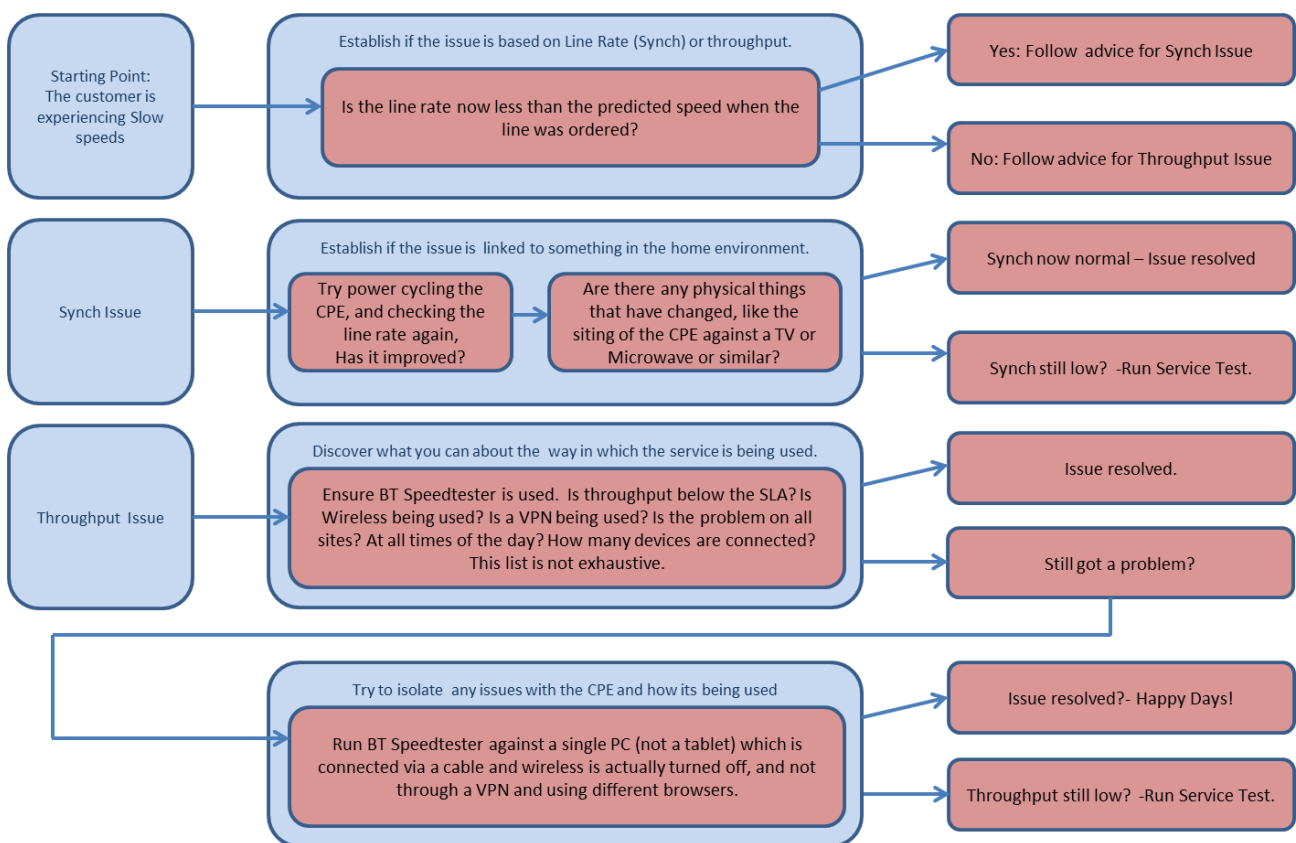 Starting Point:
The customer is
experiencing Slow
speeds
Establish if the issue is based on Line Rate (Synch) or throughput.
Is the line rate now less than the predicted speed when the
line was ordered?
Yes: Follow advice for Synch Issue
No: Follow advice for Throughput Issue
Synch Issue
Establish if the issue is linked to something in the home environment.
Try power cycling the
CPE, and checking the
line rate again,
Has it improved?
Are there any physical things
that have changed, like the
siting of the CPE against a TV or
Microwave or similar?
Synch now normal – Issue resolved
Synch still low? -Run Service Test.
Throughput Issue
Discover what you can about the way in which the service is being used.
Ensure BT Speedtester is used. Is throughput below the SLA? Is
Wireless being used? Is a VPN being used? Is the problem on all
sites? At all times of the day? How many devices are connected?
This list is not exhaustive.
Issue resolved.
Still got a problem?
Try to isolate any issues with the CPE and how its being used
Run BT Speedtester against a single PC (not a tablet) which is
connected via a cable and wireless is actually turned off, and not
through a VPN and using different browsers.
Issue resolved?- Happy Days!
Throughput still low? -Run Service Test.